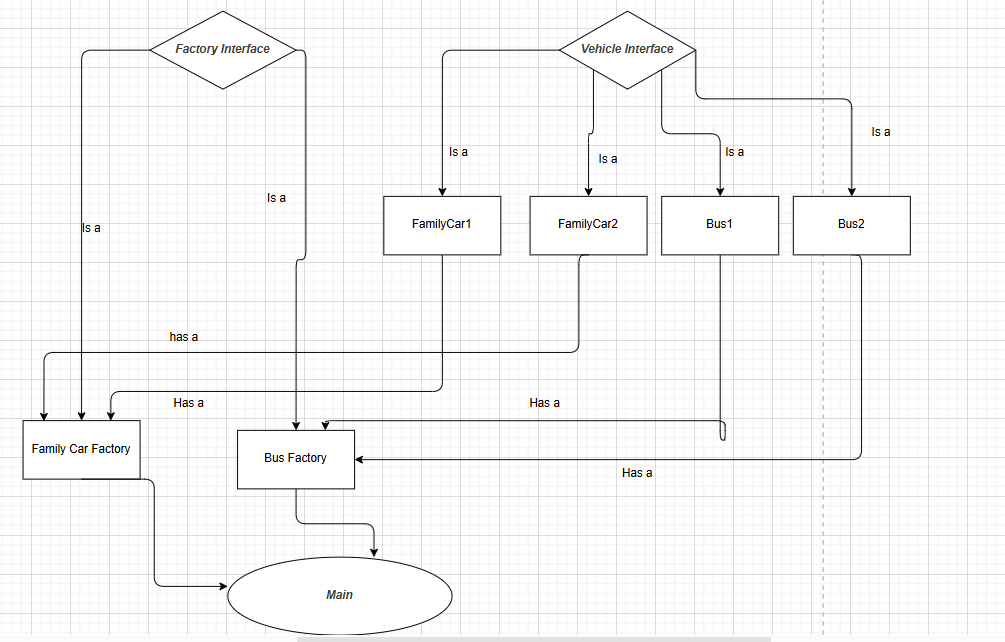 Factory Interface
Vehicle Interface
Is a
Is a
Is a
Is a
Is a
Is a
FamilyCar1
FamilyCar2
Bus1
Bus2
has a
Has a
Has a
Family Car Factory
Bus Factory
Has a
Main